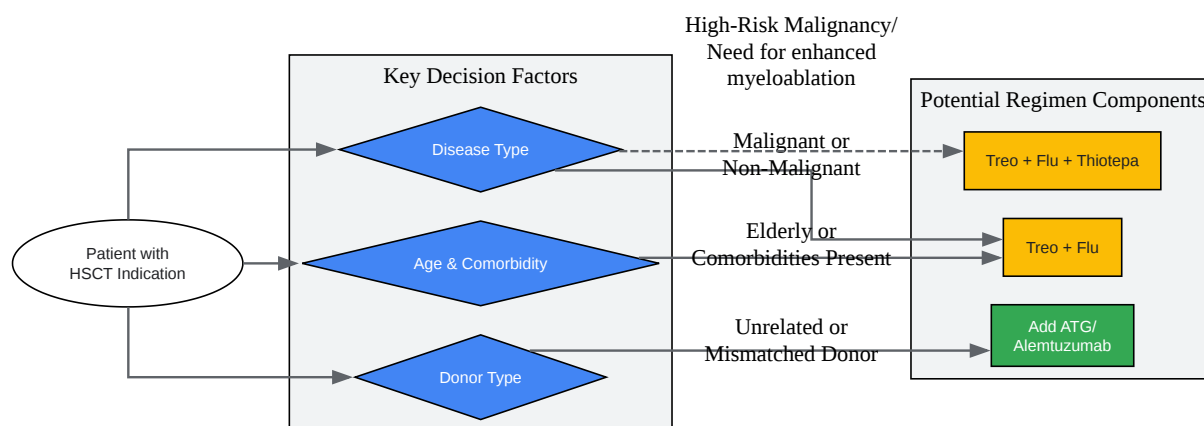 High-Risk Malignancy/
Need for enhanced
myeloablation
Key Decision Factors
Potential Regimen Components
Disease Type
Malignant or
Non-Malignant
Treo + Flu + Thiotepa
Patient with
HSCT Indication
Age & Comorbidity
Elderly or
Comorbidities Present
Treo + Flu
Donor Type
Unrelated or
Mismatched Donor
Add ATG/
Alemtuzumab